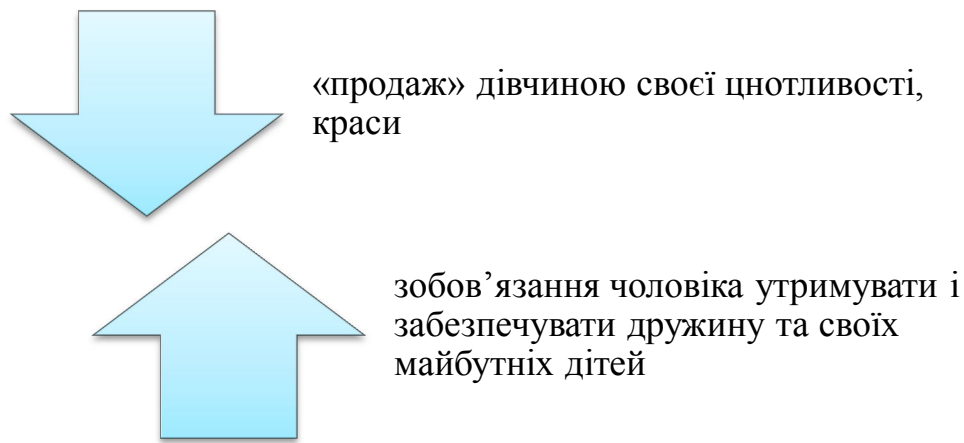 «продаж» дівчиною своєї цнотливості,
краси
зобов’язання чоловіка утримувати і
забезпечувати дружину та своїх
майбутніх дітей